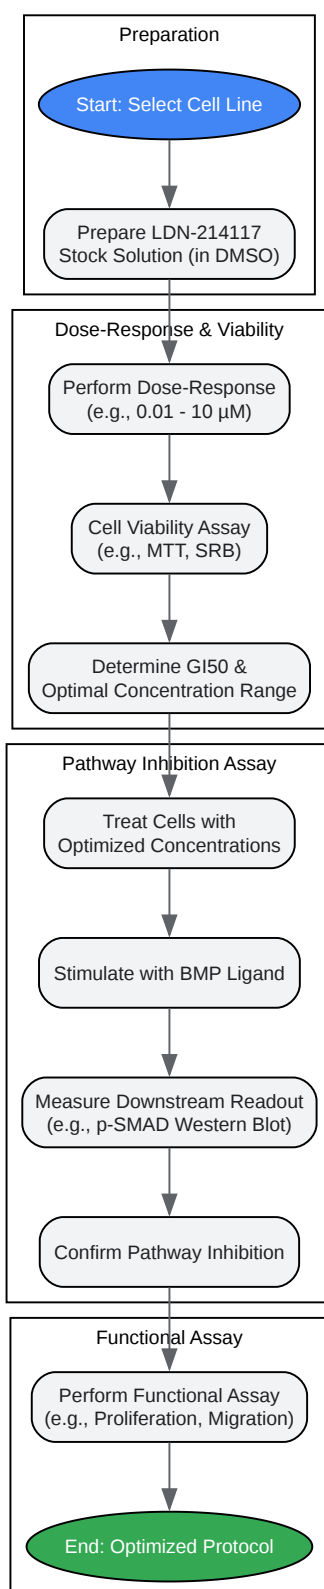 Preparation
Start: Select Cell Line
Prepare LDN-214117
Stock Solution (in DMSO)
Dose-Response & Viability
Perform Dose-Response
(e.g., 0.01 - 10 µM)
Cell Viability Assay
(e.g., MTT, SRB)
Determine GI50 &
Optimal Concentration Range
Pathway Inhibition Assay
Treat Cells with
Optimized Concentrations
Stimulate with BMP Ligand
Measure Downstream Readout
(e.g., p-SMAD Western Blot)
Confirm Pathway Inhibition
Functional Assay
Perform Functional Assay
(e.g., Proliferation, Migration)
End: Optimized Protocol